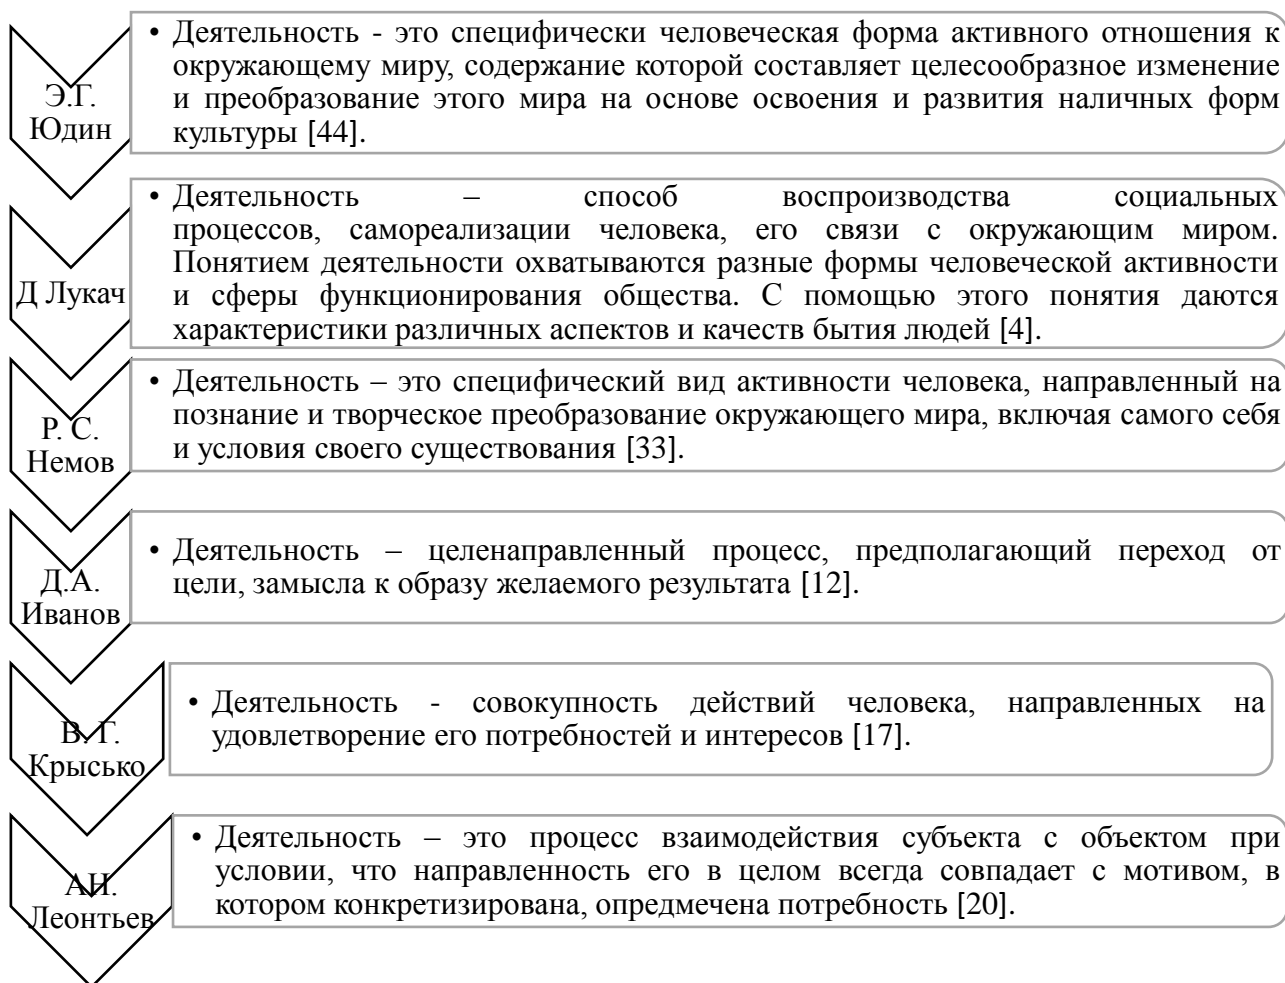 Э.Г.
Юдин
• Деятельность - это специфически человеческая форма активного отношения к
окружающему миру, содержание которой составляет целесообразное изменение
и преобразование этого мира на основе освоения и развития наличных форм
культуры [44].
Д Лукач
• Деятельность – способ воспроизводства социальных
процессов, самореализации человека, его связи с окружающим миром.
Понятием деятельности охватываются разные формы человеческой активности
и сферы функционирования общества. С помощью этого понятия даются
характеристики различных аспектов и качеств бытия людей [4].
Р. С.
Немов
• Деятельность – это специфический вид активности человека, направленный на
познание и творческое преобразование окружающего мира, включая самого себя
и условия своего существования [33].
Д.А.
Иванов
• Деятельность – целенаправленный процесс, предполагающий переход от
цели, замысла к образу желаемого результата [12].
В. Г.
Крысько
• Деятельность - совокупность действий человека, направленных на
удовлетворение его потребностей и интересов [17].
АН.
Леонтьев
• Деятельность – это процесс взаимодействия субъекта с объектом при
условии, что направленность его в целом всегда совпадает с мотивом, в
котором конкретизирована, опредмечена потребность [20].